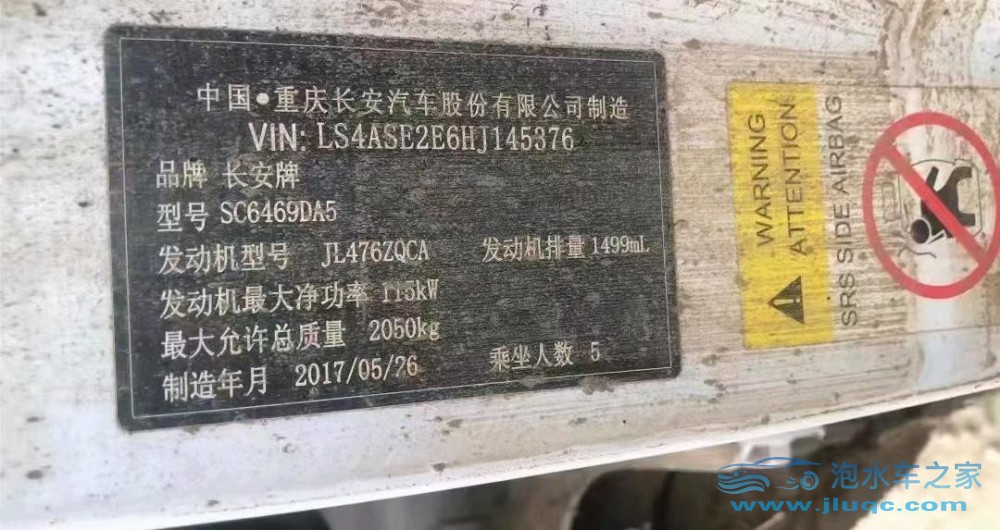 中国•重庆长安汽车股份有限公司制造
VIN: LS4ASE2E6HJ145376
品牌 长安牌
型号 SC6469DA5
发动机型号 JL476ZQCA 发动机排量 1499mL
发动机最大净功率 115kW
最大允许总质量 2050kg
制造年月 2017/05/26 乘坐人数 5
WARNING
ATTENTION
SRS SIDE AIRBAG
泡水车之家
www.jluqc.com